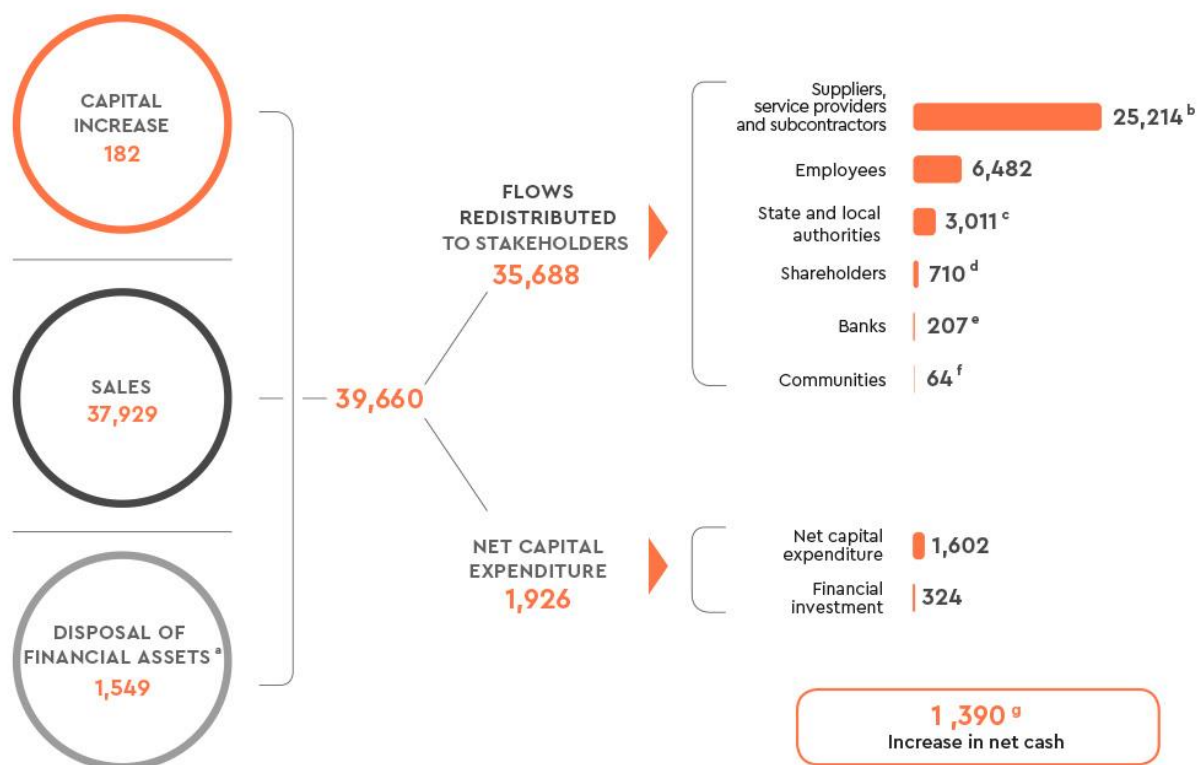 CAPITAL
INCREASE
182
SALES
37,929
DISPOSAL OF
FINANCIAL ASSETS a
1,549
39,660
FLOWS
REDISTRIBUTED
TO STAKEHOLDERS
35,688
Suppliers,
service providers
and subcontractors
25,214 b
Employees
6,482
State and local
authorities
3,011 c
Shareholders
710 d
Banks
207 e
Communities
64 f
NET CAPITAL
EXPENDITURE
1,926
Net capital
expenditure
1,602
Financial
investment
324
1 ,390 g
Increase in net cash